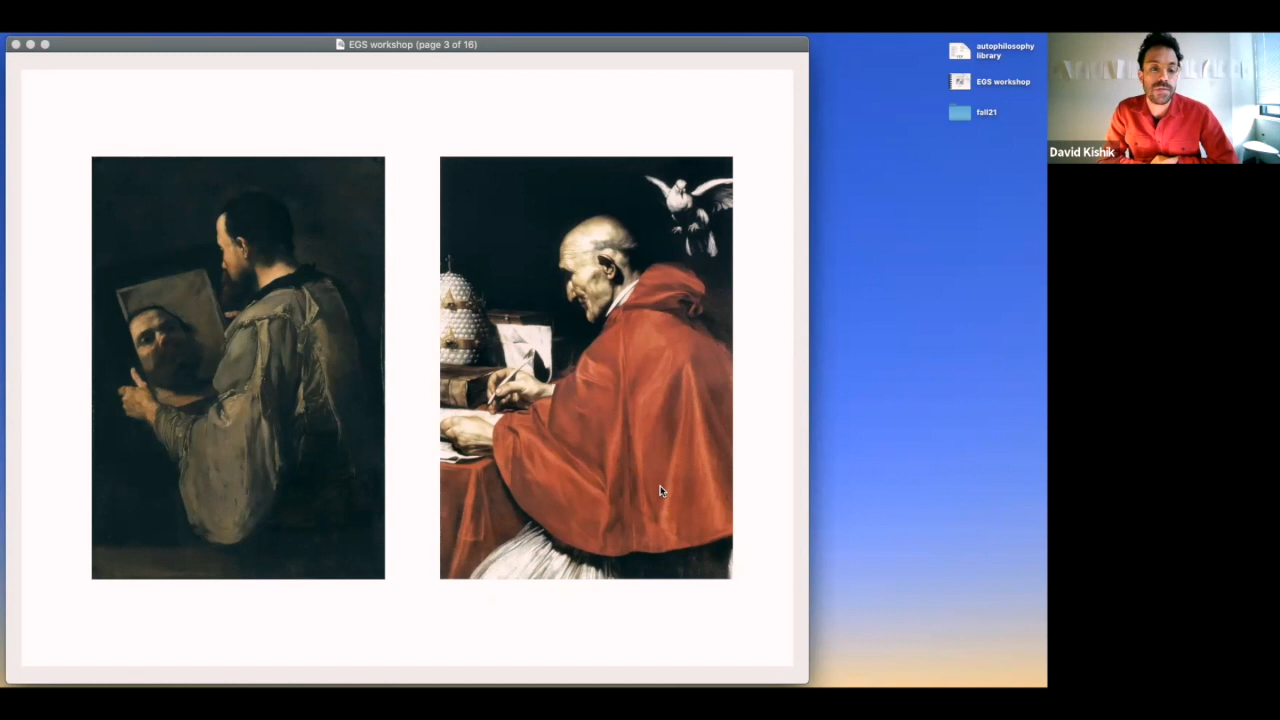 EGS workshop (page 3 of 16)
autophilosophy
library
EGS workshop
fall21
David Kishik